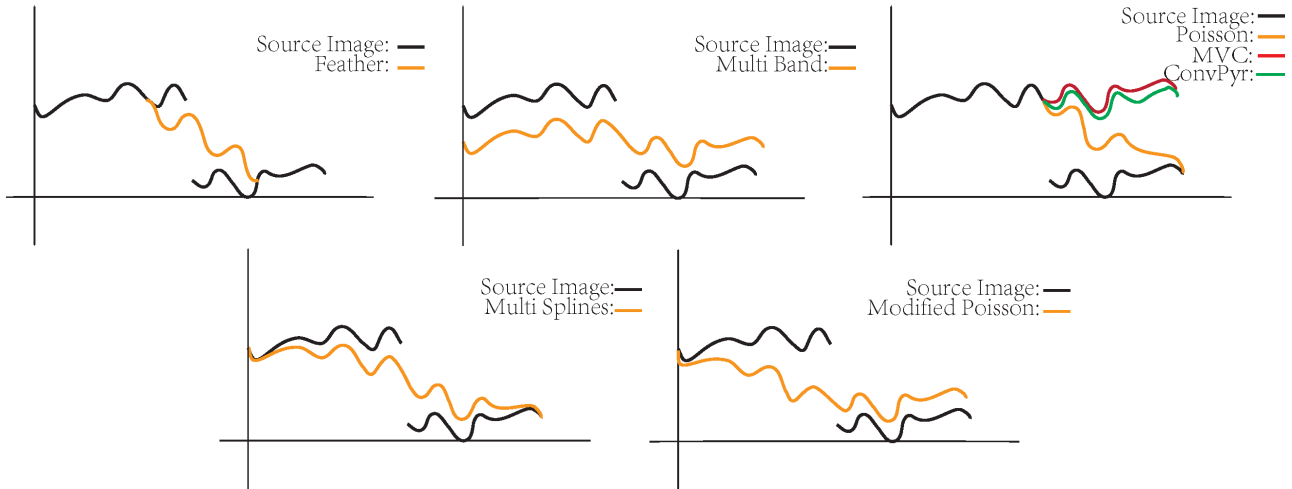 Source Image:
Feather:
Source Image:
Multi Band:
Source Image:
Poisson:
MVC:
ConvPyr:
Source Image:
Multi Splines:
Source Image:
Modified Poisson: